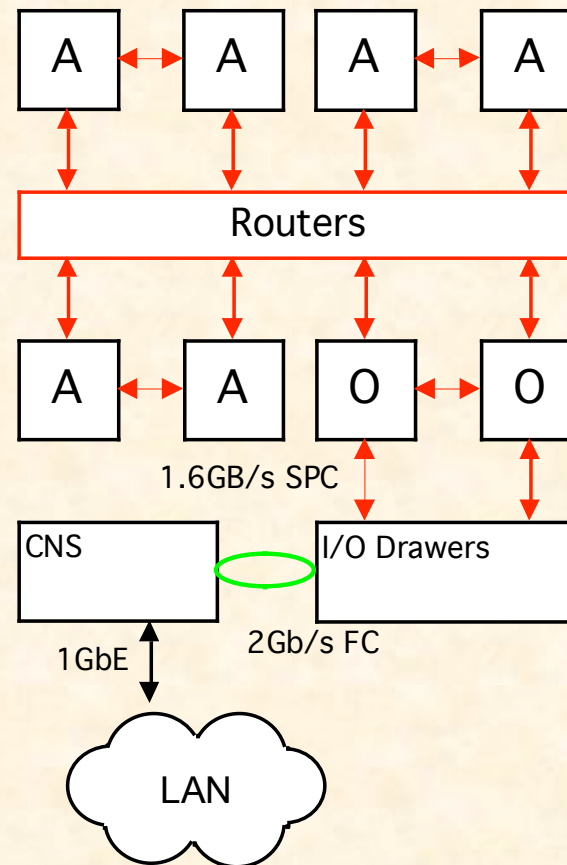 A A A A
Routers
A A O O
1.6GB/s SPC
CNS
I/O Drawers
2Gb/s FC
1GbE
LAN